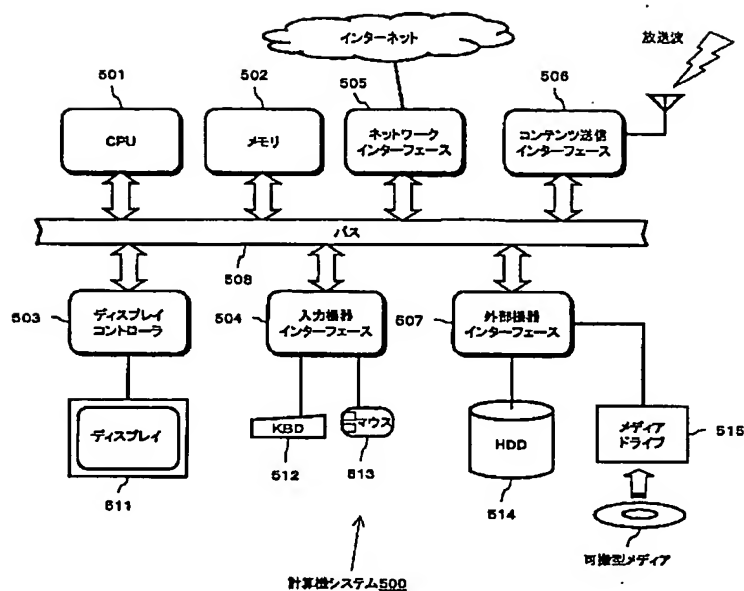 インターネット
放送波
501
502
505
506
CPU
メモリ
ネットワーク
インターフェース
コンテンツ送信
インターフェース
バス
508
503
ディスプレイ
コントローラ
504
入力機器
インターフェース
507
外部機器
インターフェース
ディスプレイ
511
KBD
512
マウス
513
HDD
514
メディア
ドライブ
515
可搬型メディア
計算機システム500